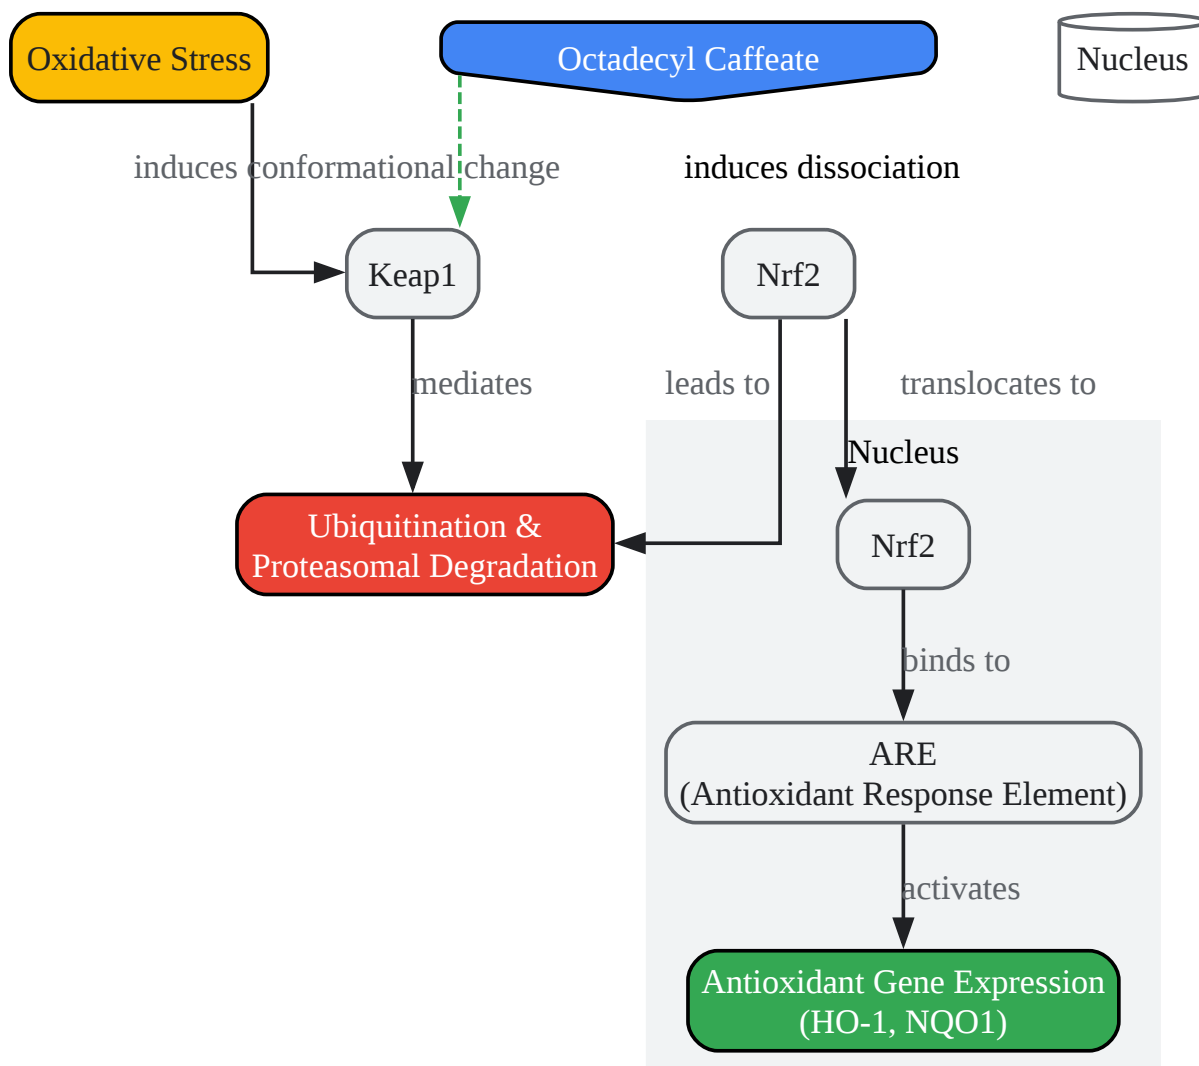 Oxidative Stress
Octadecyl Caffeate
Nucleus
induces conformational change
induces dissociation
Keap1
Nrf2
mediates
leads to
translocates to
Nucleus
Ubiquitination &
Proteasomal Degradation
Nrf2
binds to
ARE
(Antioxidant Response Element)
activates
Antioxidant Gene Expression
(HO-1, NQO1)